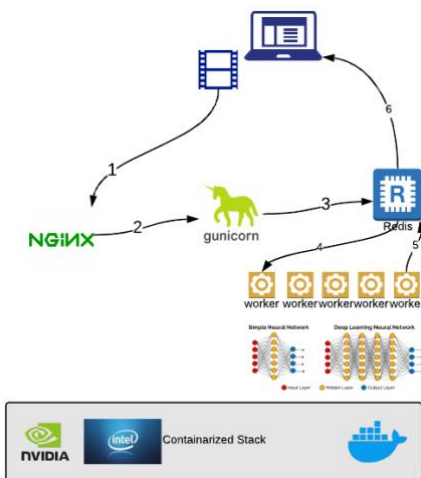 6
1
NGiNX
2
gunicorn
3
R
Redis
4
5
worker worker worker worker worker
Simple Neural Network Deep Learning Neural Network
Input Layer Hidden Layer Output Layer
NVIDIA
intel
Containarized Stack